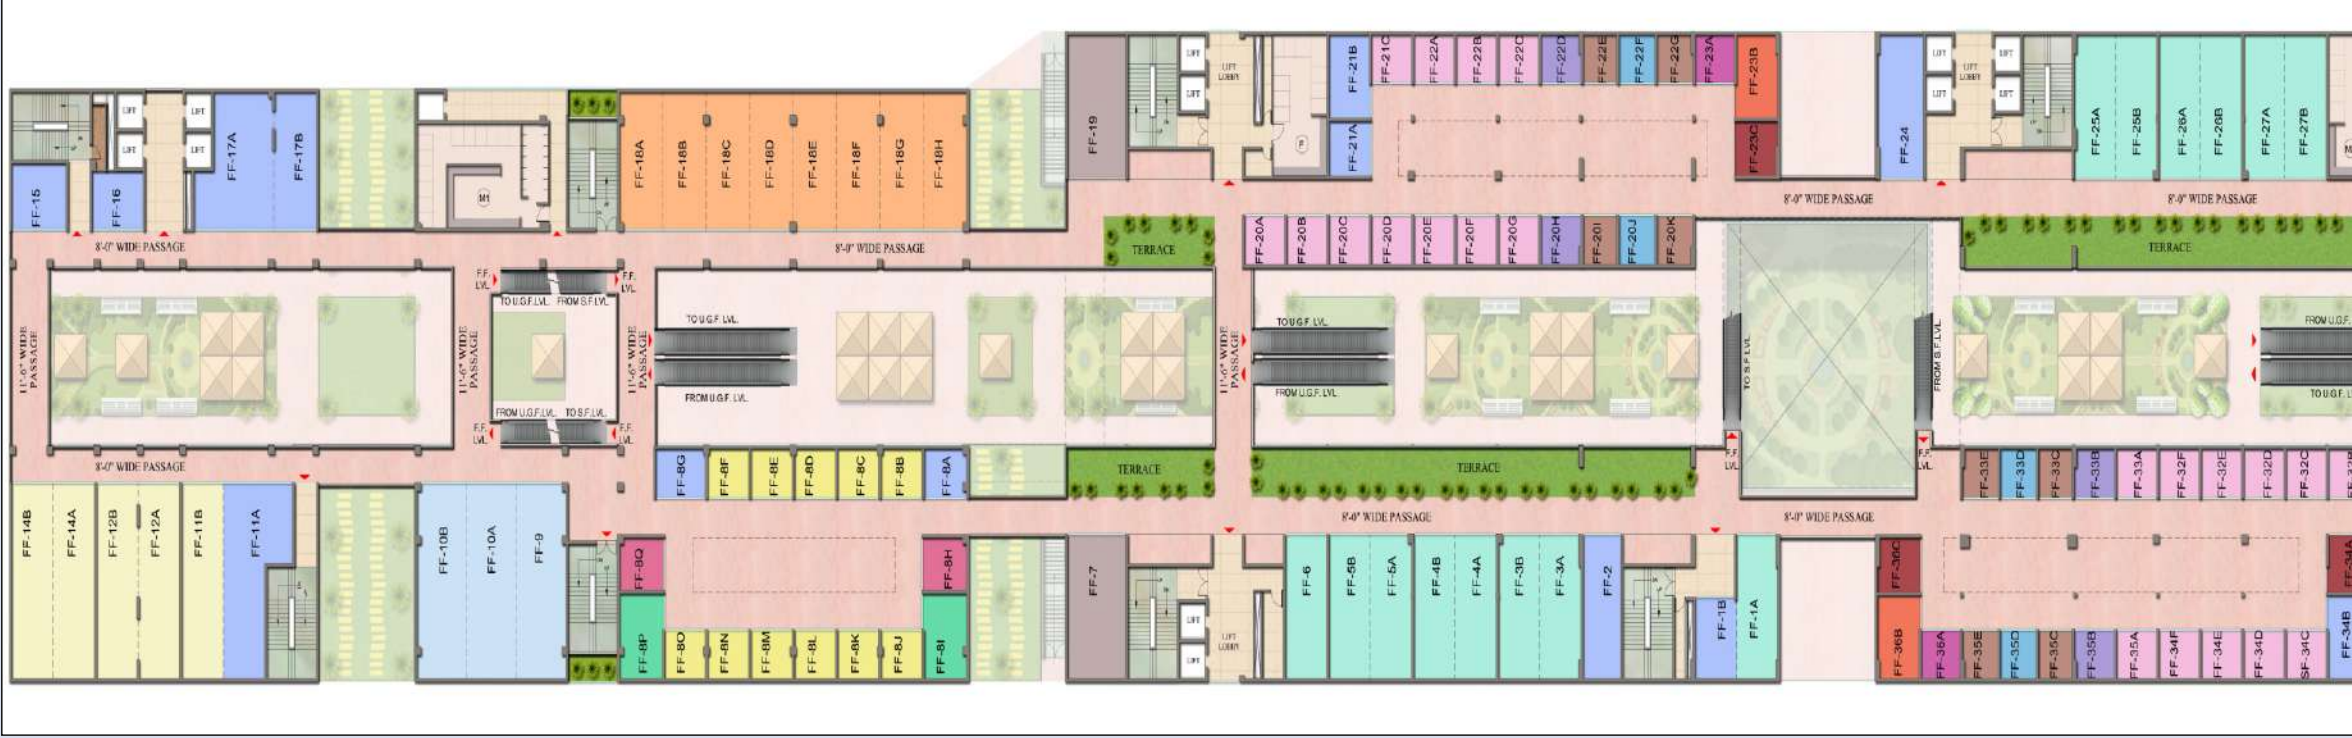 FF-19
LIFT
LIFT
LIFT LOBBY
F
FF-21B
FF-21A
FF-21C
FF-22A
FF-22B
FF-22C
FF-22D
FF-22E
FF-22F
FF-22G
FF-23A
FF-23B
FF-23C
FF-24
LIFT
LIFT
LIFT LOBBY
LIFT
LIFT
FF-25A
FF-25B
FF-26A
FF-26B
FF-27A
FF-27B
LIFT
LIFT
LIFT
LIFT
FF-15
FF-16
FF-17A
FF-17B
M1
FF-18A
FF-18B
FF-18C
FF-18D
FF-18E
FF-18F
FF-18G
FF-18H
8'-0" WIDE PASSAGE
8'-0" WIDE PASSAGE
8'-0" WIDE PASSAGE
8'-0" WIDE PASSAGE
TERRACE
FF-20A
FF-20B
FF-20C
FF-20D
FF-20E
FF-20F
FF-20G
FF-20H
FF-20I
FF-20J
FF-20K
TERRACE
11'-6" WIDE PASSAGE
11'-6" WIDE PASSAGE
F.F. LVL.
TO U.G.F.LVL. FROM S.F.LVL.
F.F. LVL.
FROM U.G.F.LVL. TO S.F.LVL.
F.F. LVL.
F.F. LVL.
11'-6" WIDE PASSAGE
TO U.G.F. LVL.
FROM U.G.F. LVL.
11'-6" WIDE PASSAGE
TO U.G.F. LVL.
FROM U.G.F. LVL.
TO S.F. LVL.
FROM S.F. LVL.
FROM U.G.F.
TO U.G.F.
F.F. LVL.
F.F. LVL.
8'-0" WIDE PASSAGE
FF-8G
FF-8F
FF-8E
FF-8D
FF-8C
FF-8B
FF-8A
TERRACE
TERRACE
FF-33E
FF-33D
FF-33C
FF-33B
FF-33A
FF-32F
FF-32E
FF-32D
FF-32C
8'-0" WIDE PASSAGE
8'-0" WIDE PASSAGE
FF-14B
FF-14A
FF-12B
FF-12A
FF-11B
FF-11A
FF-10B
FF-10A
FF-9
FF-8Q
FF-8P
FF-8O
FF-8N
FF-8M
FF-8L
FF-8K
FF-8J
FF-8H
FF-8I
FF-7
LIFT
LIFT
LIFT LOBBY
FF-6
FF-5B
FF-5A
FF-4B
FF-4A
FF-3B
FF-3A
FF-2
FF-1B
FF-1A
FF-36C
FF-36B
FF-36A
FF-35E
FF-35D
FF-35C
FF-35B
FF-35A
FF-34F
FF-34E
FF-34D
SF-34C
FF-34A
FF-34B